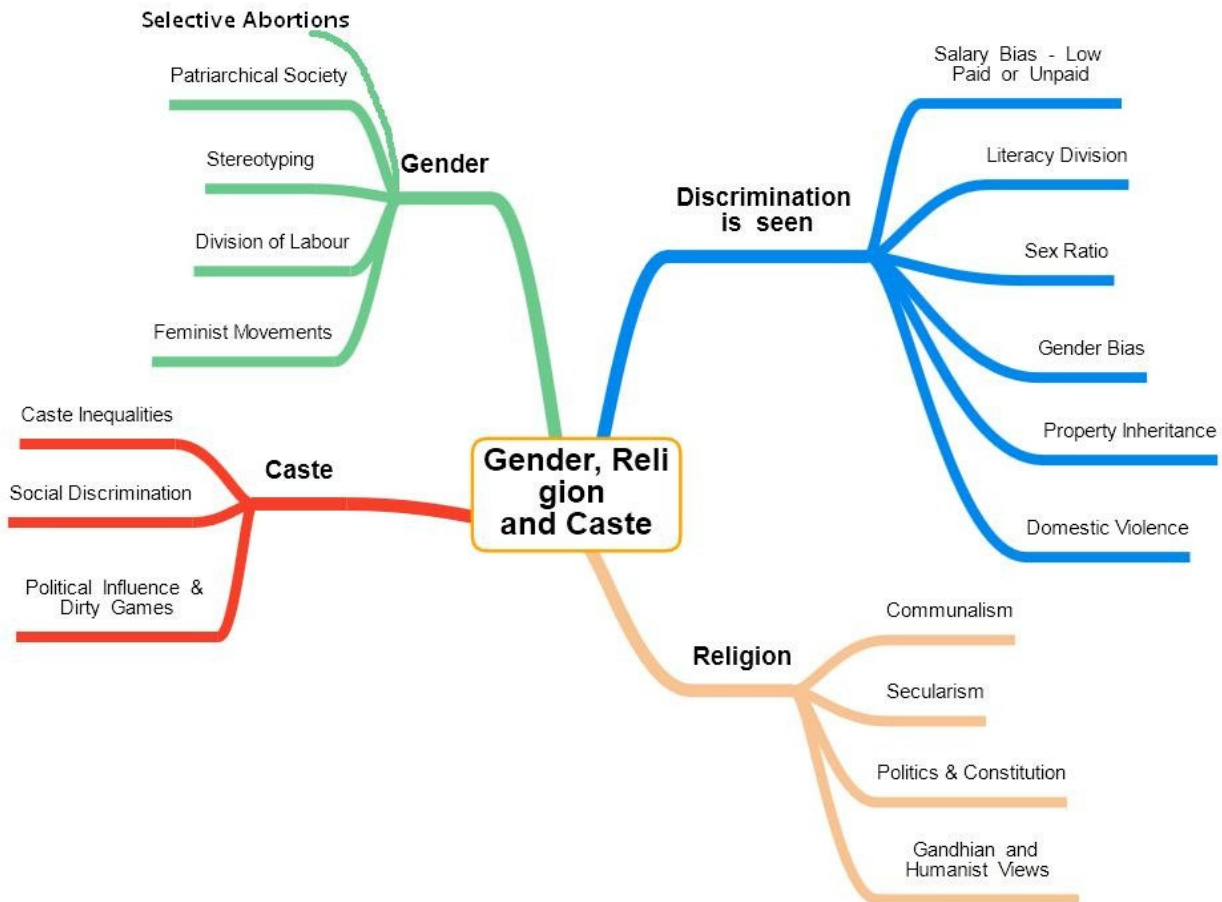 Selective Abortions
Patriarchical Society
Stereotyping
Gender
Division of Labour
Feminist Movements
Caste Inequalities
Caste
Social Discrimination
Political Influence &
Dirty Games
Gender, Reli
gion
and Caste
Discrimination
is seen
Salary Bias - Low
Paid or Unpaid
Literacy Division
Sex Ratio
Gender Bias
Property Inheritance
Domestic Violence
Religion
Communalism
Secularism
Politics & Constitution
Gandhian and
Humanist Views